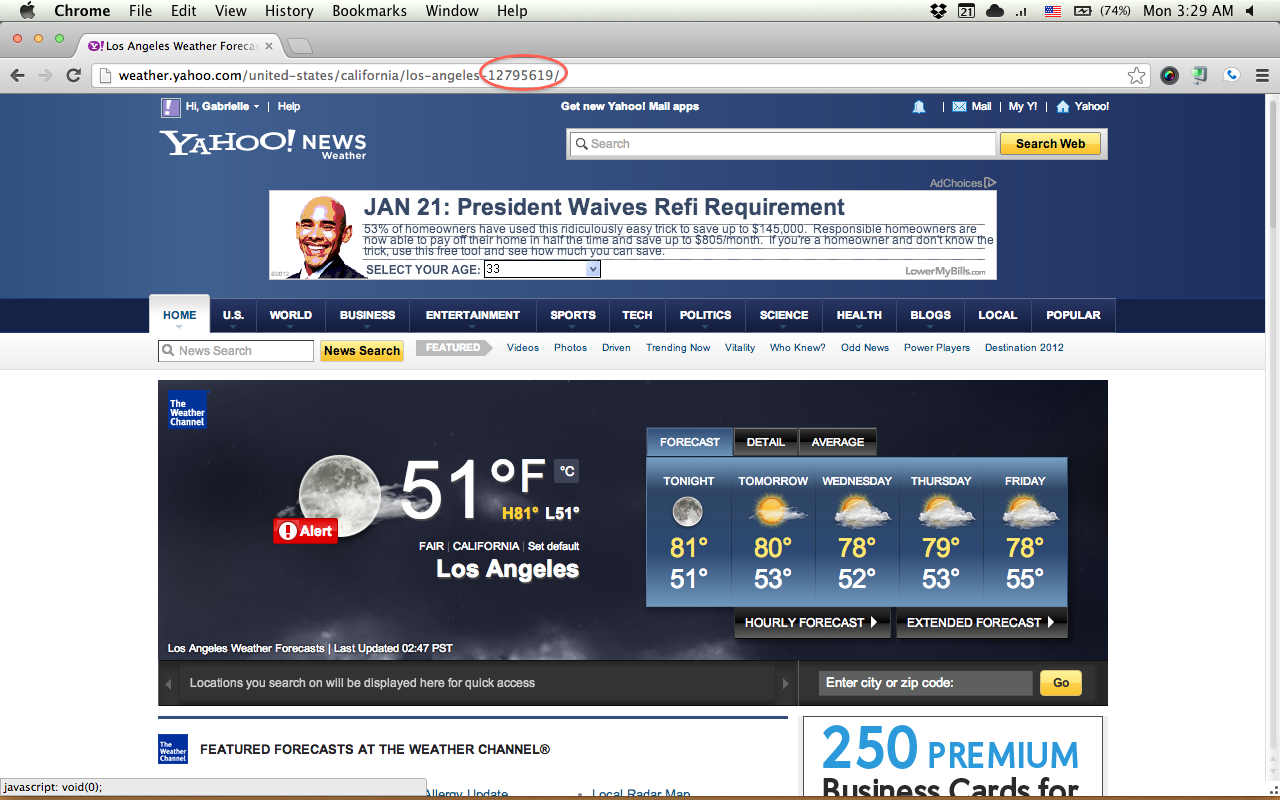 Chrome File Edit View History Bookmarks Window Help 21 (74%) Mon 3:29 AM
Y! Los Angeles Weather Forecas
weather.yahoo.com/united-states/california/los-angeles-12795619/
Hi, Gabrielle | Help Get new Yahoo! Mail apps | Mail | My Y! | Yahoo!
YAHOO! NEWS
Weather
Search Search Web
AdChoices
JAN 21: President Waives Refi Requirement
53% of homeowners have used this ridiculously easy trick to save up to $145,000. Responsible homeowners are
now able to pay off their home in half the time and save up to $805/month. If you're a homeowner and don't know the
trick, use this free tool and see how much you can save.
©2012 SELECT YOUR AGE: 33 LowerMyBills.com
HOME U.S. WORLD BUSINESS ENTERTAINMENT SPORTS TECH POLITICS SCIENCE HEALTH BLOGS LOCAL POPULAR
News Search News Search FEATURED Videos Photos Driven Trending Now Vitality Who Knew? Odd News Power Players Destination 2012
The
Weather
Channel
51°F °C
H81° L51°
Alert
FAIR | CALIFORNIA | Set default
Los Angeles
FORECAST DETAIL AVERAGE
TONIGHT TOMORROW WEDNESDAY THURSDAY FRIDAY
81° 80° 78° 79° 78°
51° 53° 52° 53° 55°
HOURLY FORECAST EXTENDED FORECAST
Los Angeles Weather Forecasts | Last Updated 02:47 PST
Locations you search on will be displayed here for quick access
Enter city or zip code: Go
The
Weather
Channel
FEATURED FORECASTS AT THE WEATHER CHANNEL®
250 PREMIUM
Business Cards for
javascript: void(0);
Allergy Update
Local Radar Map